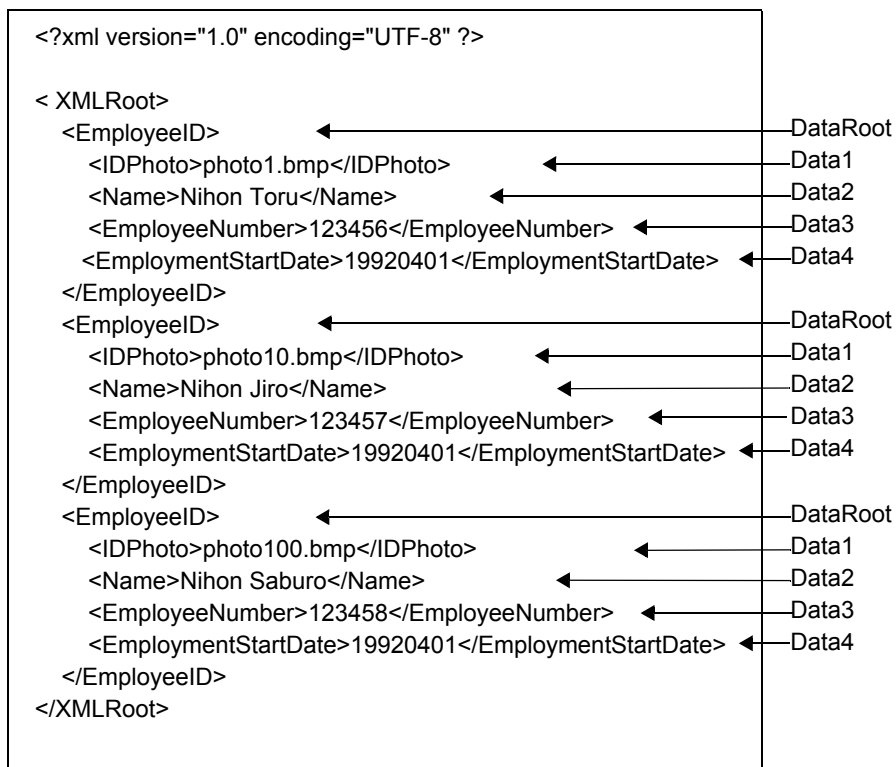 <?xml version="1.0" encoding="UTF-8" ?>
< XMLRoot>
<EmployeeID> DataRoot
<IDPhoto>photo1.bmp</IDPhoto> Data1
<Name>Nihon Toru</Name> Data2
<EmployeeNumber>123456</EmployeeNumber> Data3
<EmploymentStartDate>19920401</EmploymentStartDate> Data4
</EmployeeID>
<EmployeeID> DataRoot
<IDPhoto>photo10.bmp</IDPhoto> Data1
<Name>Nihon Jiro</Name> Data2
<EmployeeNumber>123457</EmployeeNumber> Data3
<EmploymentStartDate>19920401</EmploymentStartDate> Data4
</EmployeeID>
<EmployeeID> DataRoot
<IDPhoto>photo100.bmp</IDPhoto> Data1
<Name>Nihon Saburo</Name> Data2
<EmployeeNumber>123458</EmployeeNumber> Data3
<EmploymentStartDate>19920401</EmploymentStartDate> Data4
</EmployeeID>
</XMLRoot>